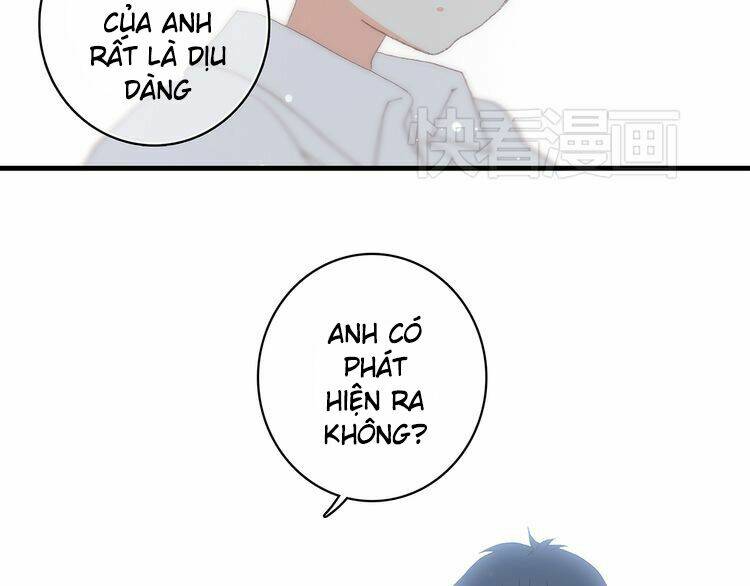 CỦA ANH
RẤT LÀ DỊU
DÀNG
快看漫画
ANH CÓ
PHÁT
HIỆN RA
KHÔNG?